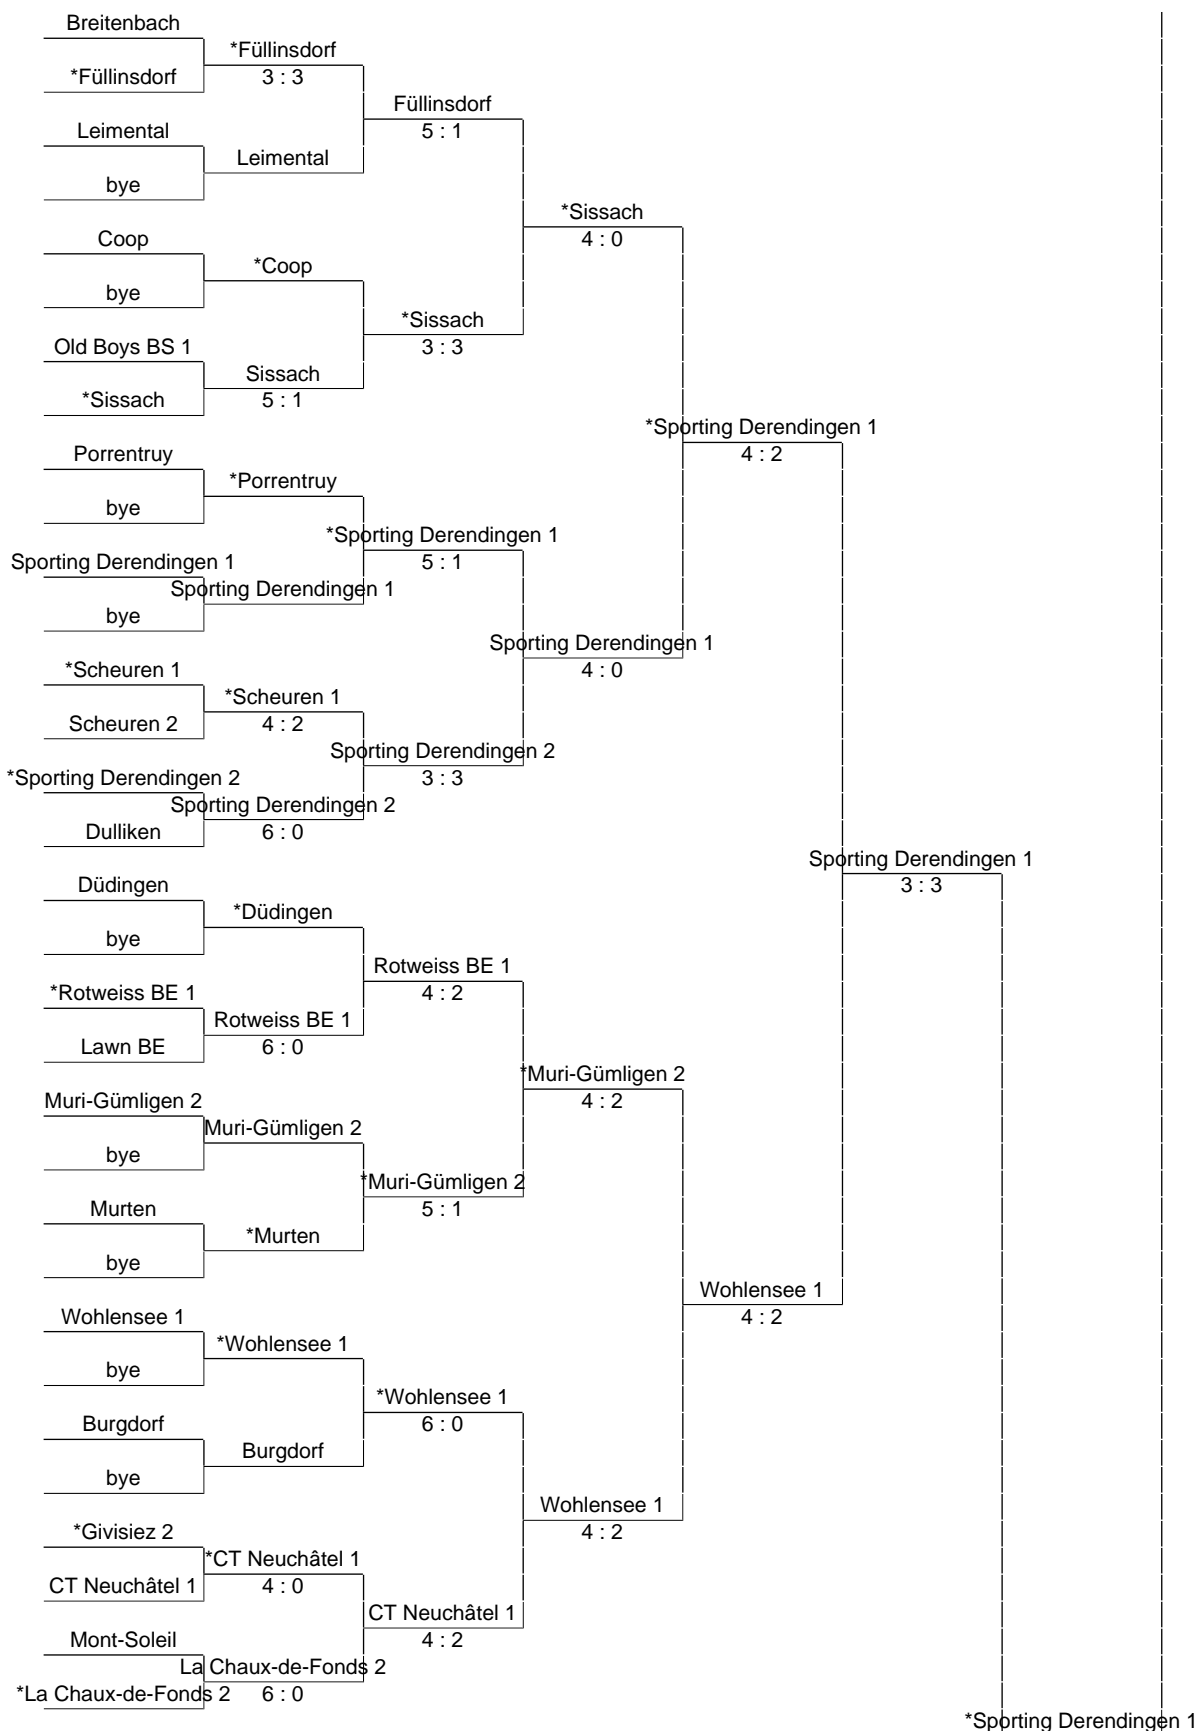 Breitenbach
*Füllinsdorf
*Füllinsdorf
3 : 3
Füllinsdorf
5 : 1
Leimental
Leimental
bye
*Sissach
4 : 0
Coop
*Coop
bye
*Sissach
3 : 3
Old Boys BS 1
Sissach
*Sissach
5 : 1
*Sporting Derendingen 1
4 : 2
Porrentruy
*Porrentruy
bye
*Sporting Derendingen 1
5 : 1
Sporting Derendingen 1
Sporting Derendingen 1
bye
Sporting Derendingen 1
4 : 0
*Scheuren 1
*Scheuren 1
Scheuren 2
4 : 2
Sporting Derendingen 2
3 : 3
*Sporting Derendingen 2
Sporting Derendingen 2
Dulliken
6 : 0
Sporting Derendingen 1
3 : 3
Düdingen
*Düdingen
bye
Rotweiss BE 1
4 : 2
*Rotweiss BE 1
Rotweiss BE 1
Lawn BE
6 : 0
*Muri-Gümligen 2
4 : 2
Muri-Gümligen 2
Muri-Gümligen 2
bye
*Muri-Gümligen 2
5 : 1
Murten
*Murten
bye
Wohlensee 1
4 : 2
Wohlensee 1
*Wohlensee 1
bye
*Wohlensee 1
6 : 0
Burgdorf
Burgdorf
bye
Wohlensee 1
4 : 2
*Givisiez 2
*CT Neuchâtel 1
CT Neuchâtel 1
4 : 0
CT Neuchâtel 1
4 : 2
Mont-Soleil
La Chaux-de-Fonds 2
*La Chaux-de-Fonds 2
6 : 0
*Sporting Derendingen 1